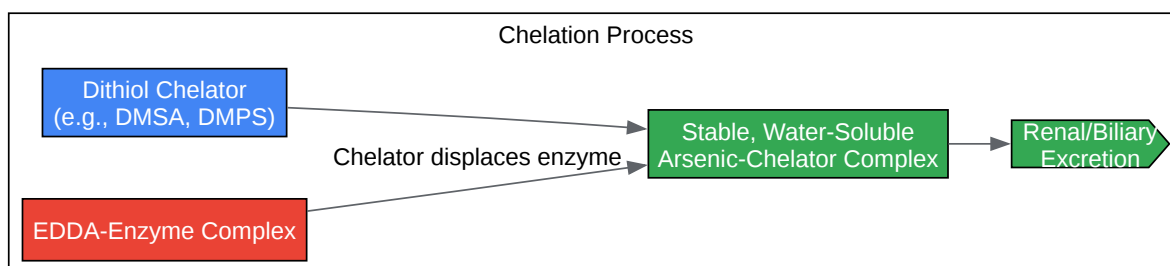 Chelation Process
Dithiol Chelator
(e.g., DMSA, DMPS)
Chelator displaces enzyme
EDDA-Enzyme Complex
Stable, Water-Soluble
Arsenic-Chelator Complex
Renal/Biliary
Excretion